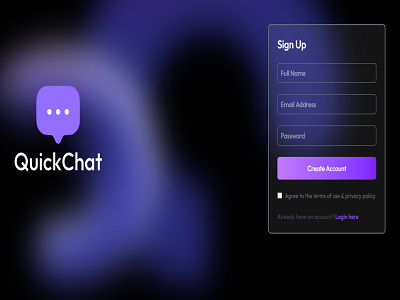 QuickChat
Sign Up
Full Name
Email Address
Password
Create Account
Agree to the terms of use & privacy policy.
Already have an account? Login here